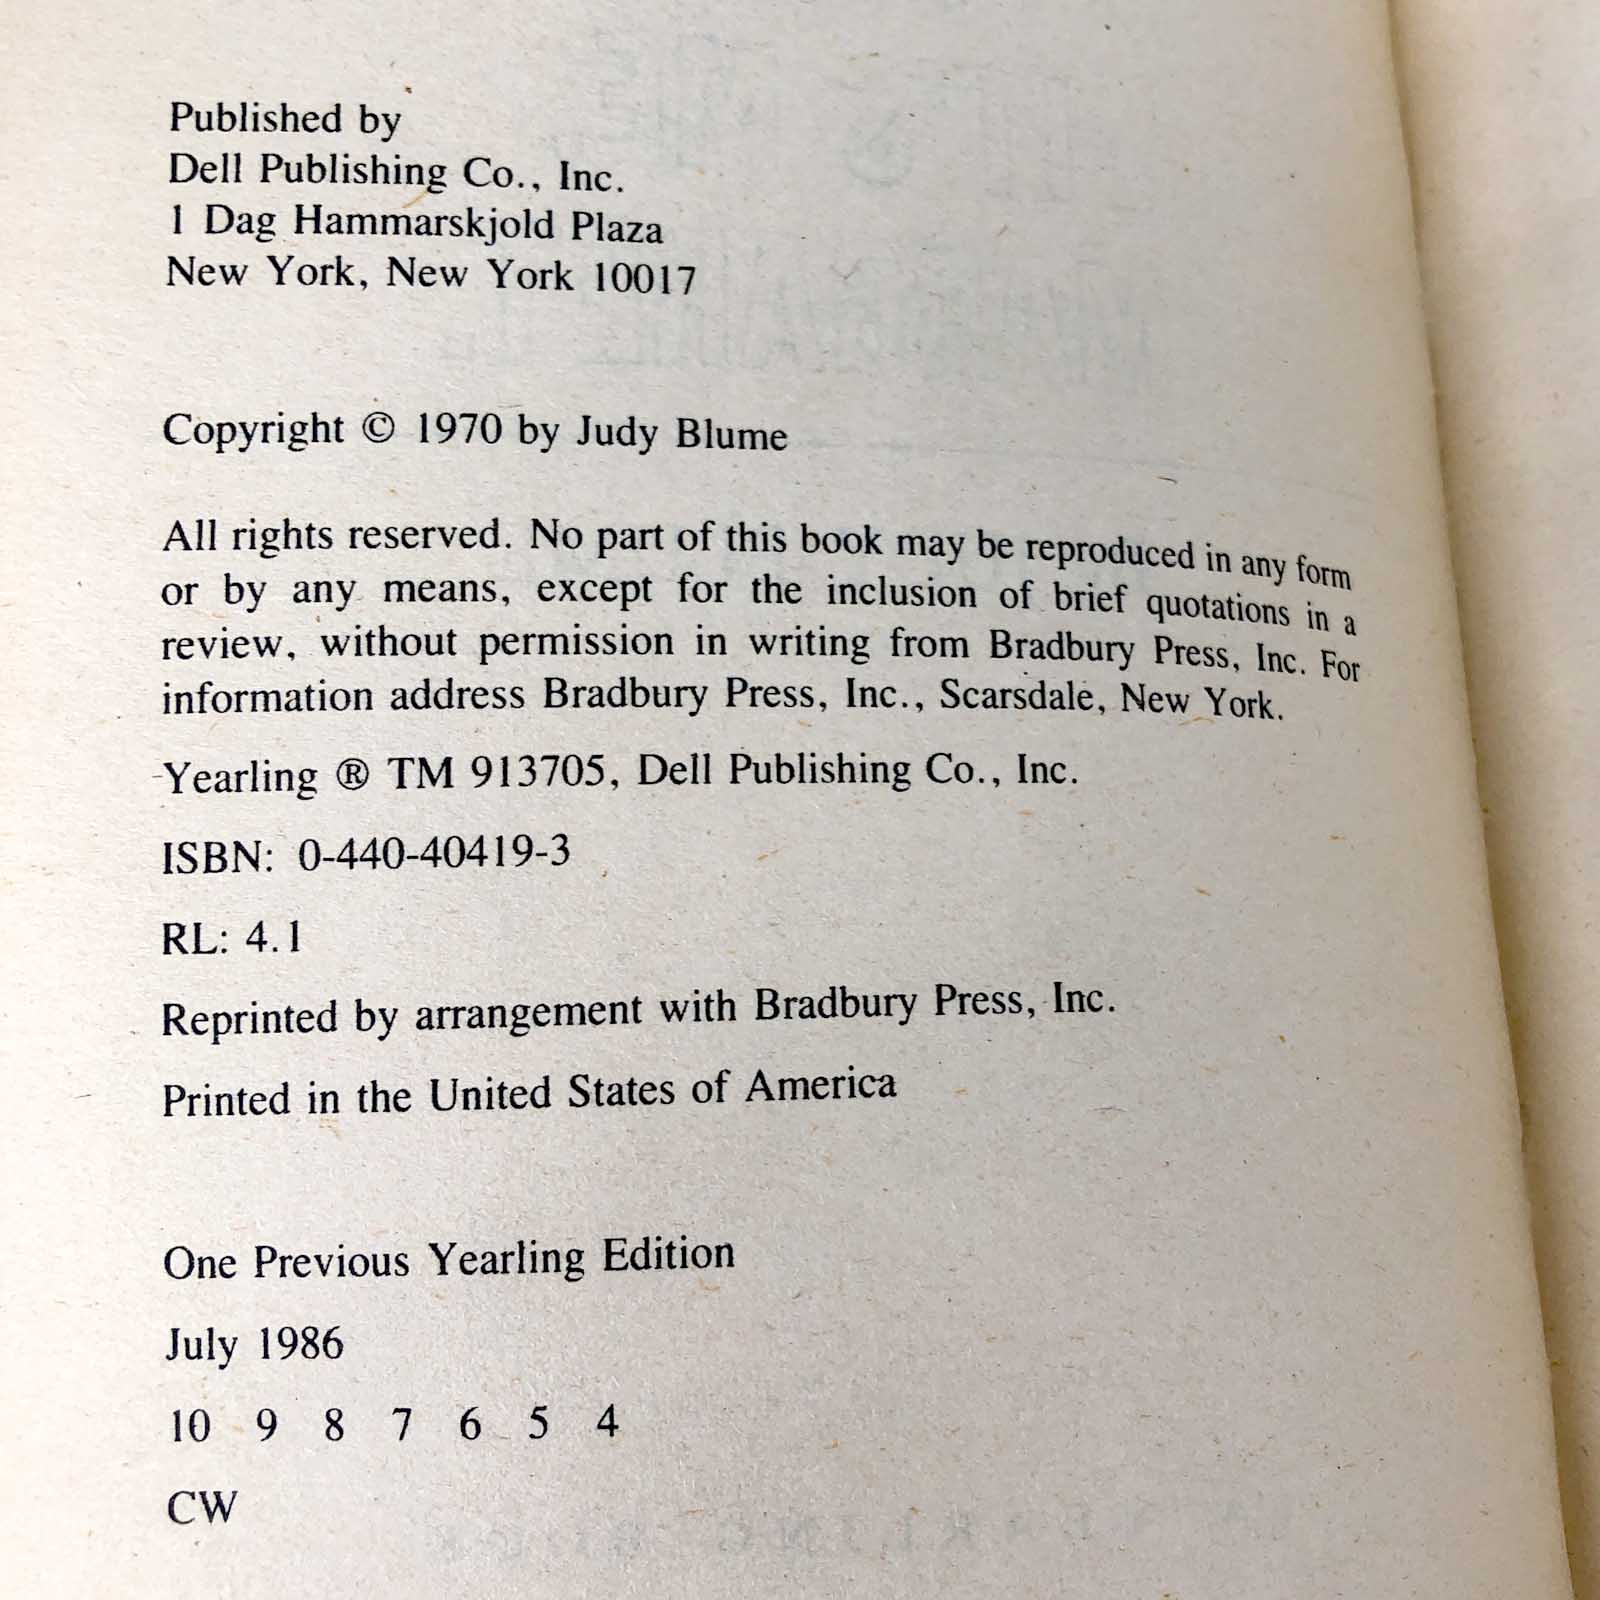 Published by
Dell Publishing Co., Inc.
1 Dag Hammarskjold Plaza
New York, New York 10017
Copyright © 1970 by Judy Blume
All rights reserved. No part of this book may be reproduced in any form
or by any means, except for the inclusion of brief quotations in a
review, without permission in writing from Bradbury Press, Inc. For
information address Bradbury Press, Inc., Scarsdale, New York.
Yearling ® TM 913705, Dell Publishing Co., Inc.
ISBN: 0-440-40419-3
RL: 4.1
Reprinted by arrangement with Bradbury Press, Inc.
Printed in the United States of America
One Previous Yearling Edition
July 1986
10 9 8 7 6 5 4
CW